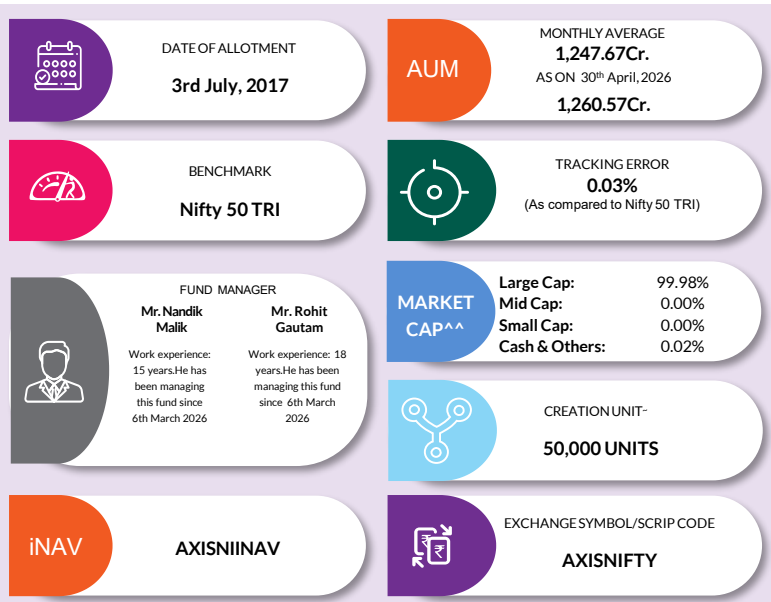 DATE OF ALLOTMENT
3rd July, 2017
AUM
MONTHLY AVERAGE
1,247.67Cr.
AS ON 30th April,2026
1,260.57Cr.
BENCHMARK
Nifty 50 TRI
TRACKING ERROR
0.03%
(As compared to Nifty 50 TRI)
FUND MANAGER
Mr. Nandik
Malik
Work experience:
15 years.He has
been managing
this fund since
6th March 2026
Mr. Rohit
Gautam
Work experience: 18
years.He has been
managing this fund
since 6th March
2026
MARKET
CAP^^
Large Cap: 99.98%
Mid Cap: 0.00%
Small Cap: 0.00%
Cash & Others: 0.02%
CREATION UNIT~
50,000 UNITS
iNAV
AXISNIINAV
₹
₹
EXCHANGE SYMBOL/SCRIP CODE
AXISNIFTY